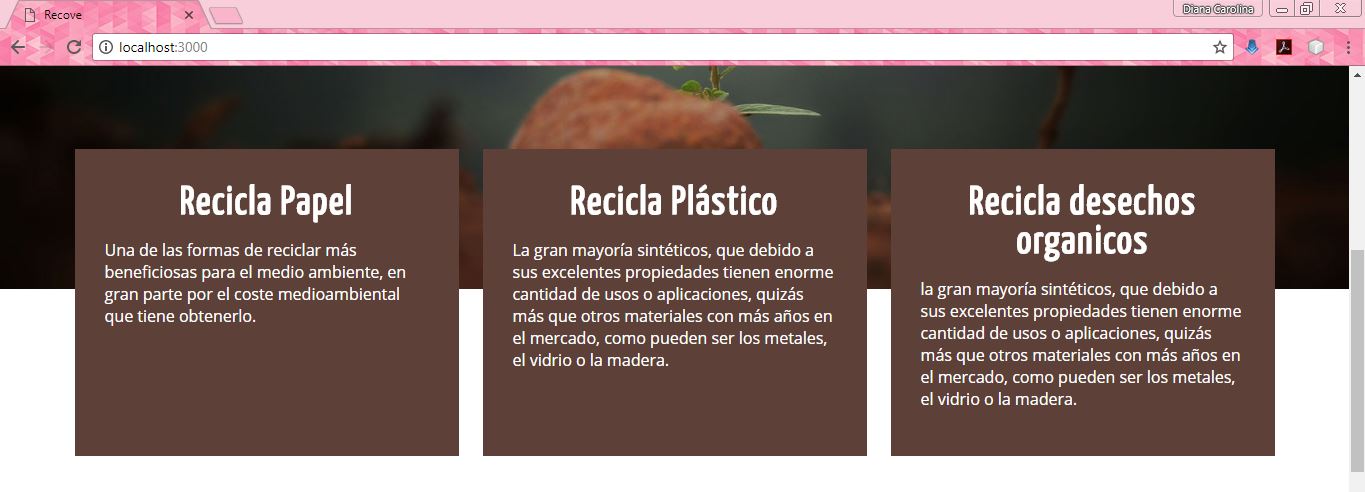 Recove
Diana Carolina
localhost:3000
Recicla Papel
Una de las formas de reciclar más
beneficiosas para el medio ambiente, en
gran parte por el coste medioambiental
que tiene obtenerlo.
Recicla Plástico
La gran mayoría sintéticos, que debido a
sus excelentes propiedades tienen enorme
cantidad de usos o aplicaciones, quizás
más que otros materiales con más años en
el mercado, como pueden ser los metales,
el vidrio o la madera.
Recicla desechos
organicos
la gran mayoría sintéticos, que debido a
sus excelentes propiedades tienen enorme
cantidad de usos o aplicaciones, quizás
más que otros materiales con más años en
el mercado, como pueden ser los metales,
el vidrio o la madera.